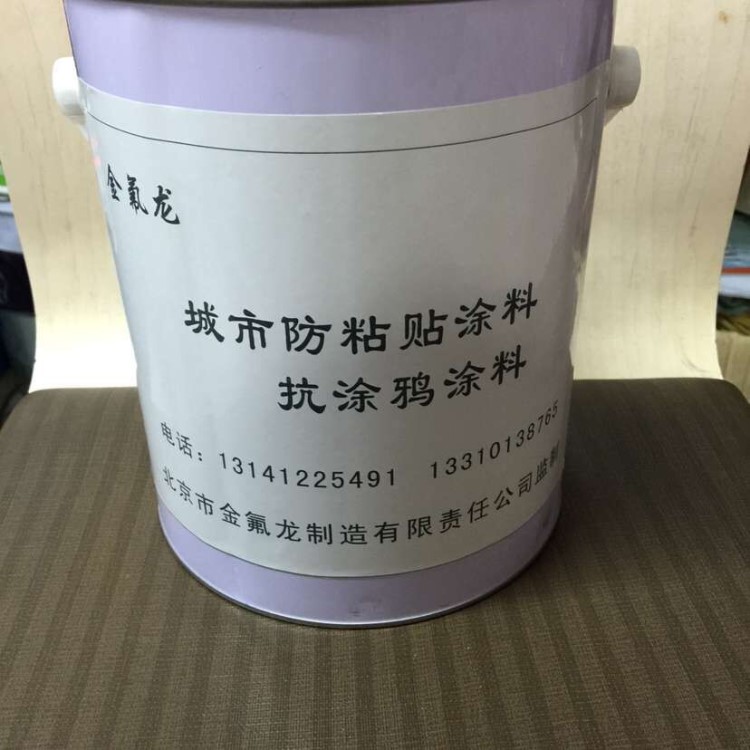 金氟龙
城市防粘贴涂料
抗涂鸦涂料
电话：13141225491 13310138765
北京市金氟龙制造有限责任公司监制